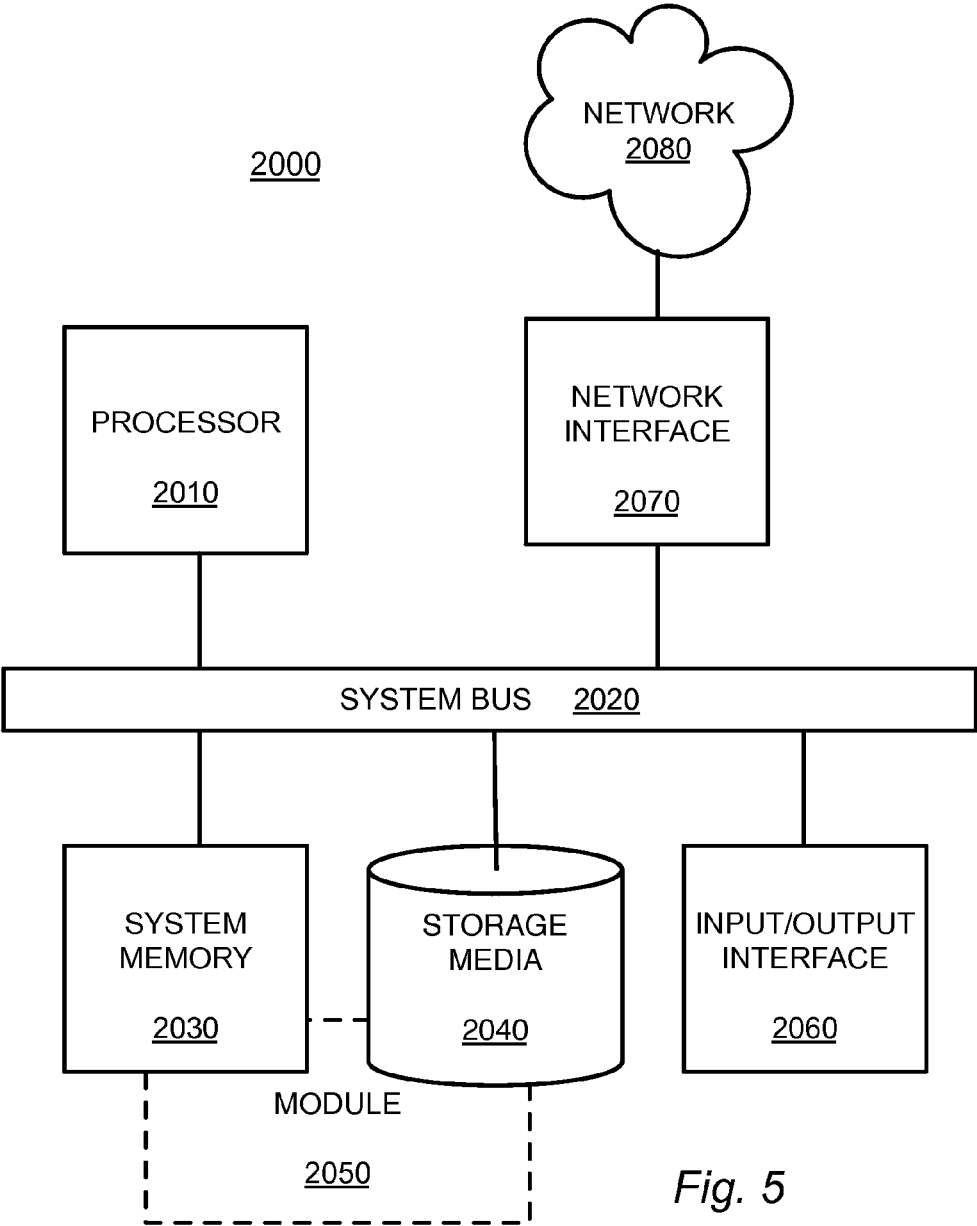 NETWORK
2080
2000
PROCESSOR
2010
NETWORK
INTERFACE
2070
SYSTEM BUS 2020
SYSTEM
MEMORY
2030
STORAGE
MEDIA
2040
INPUT/OUTPUT
INTERFACE
2060
MODULE
2050
Fig. 5